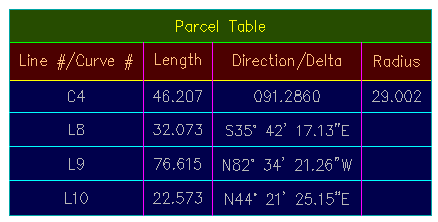 Parcel Table
Line #/Curve # Length Direction/Delta Radius
C4 46.207 091.2860 29.002
L8 32.073 S35° 42' 17.13"E
L9 76.615 N82° 34' 21.26"W
L10 22.573 N44° 21' 25.15"E